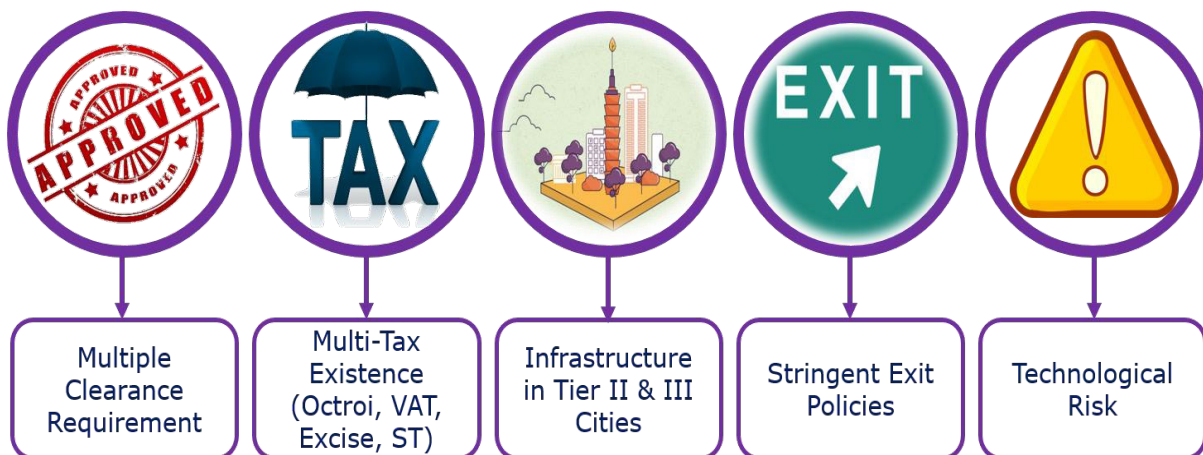 APPROVED
APPROVED
APPROVED
TAX
EXIT
Multiple
Clearance
Requirement
Multi-Tax
Existence
(Octroi, VAT,
Excise, ST)
Infrastructure
in Tier II & III
Cities
Stringent Exit
Policies
Technological
Risk